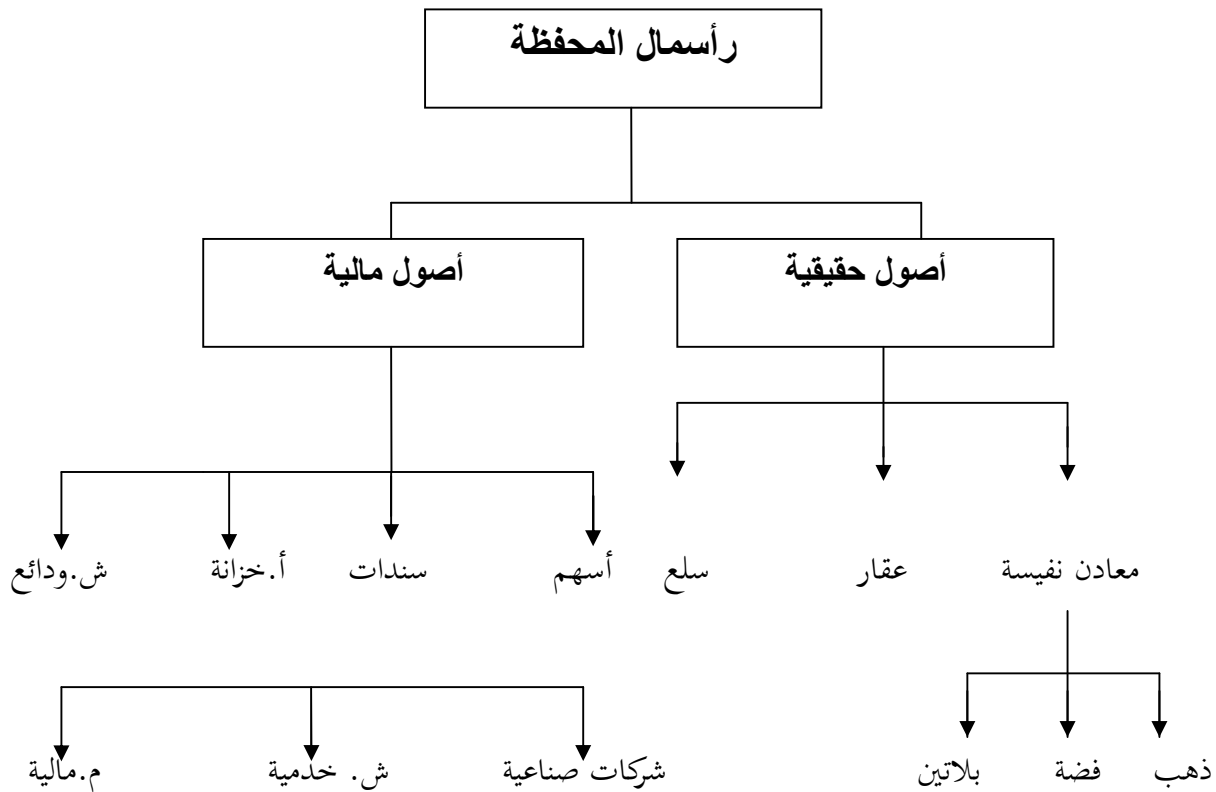 رأسمال المحفظة
أصول حقيقية
أصول مالية
معادن نفيسة
عقار
سلع
أسهم
سندات
أ.خزانة
ش.ودائع
ذهب
فضة
بلاتين
شركات صناعية
ش. خدمية
م.مالية